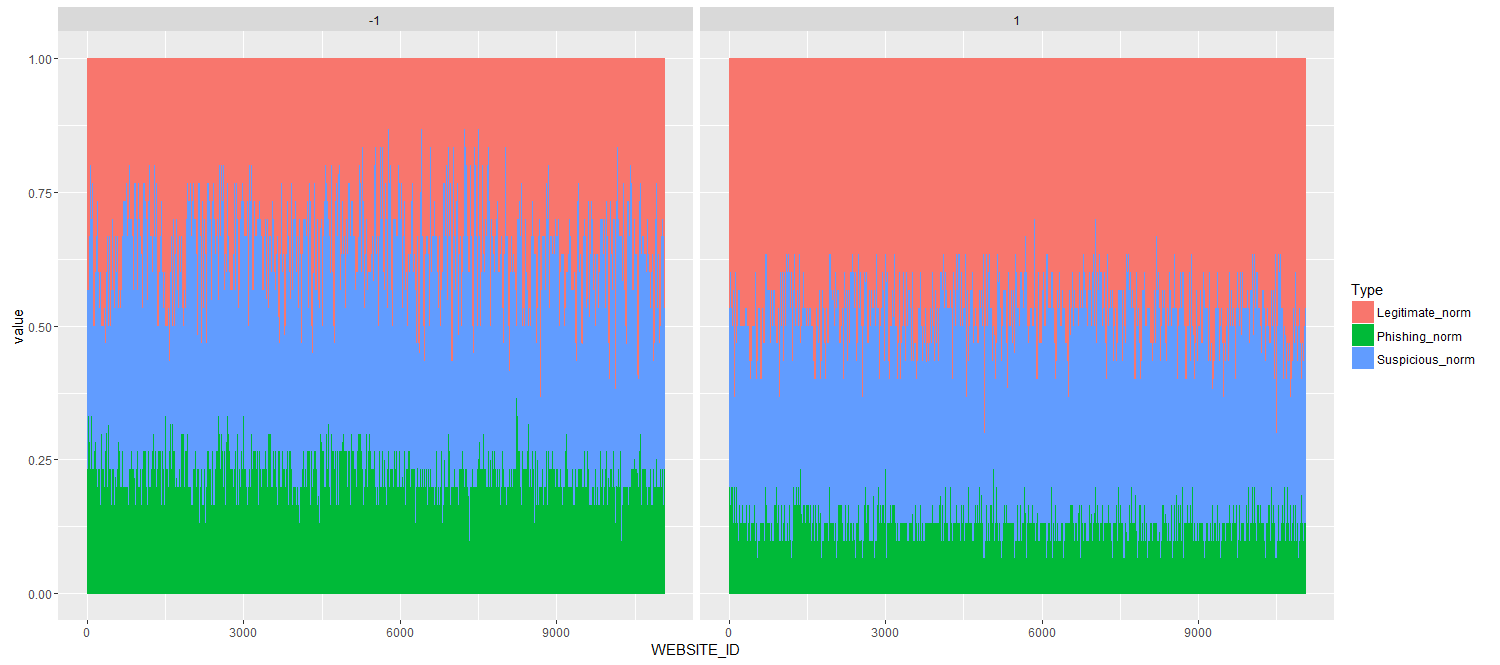 -1
1
1.00
0.75
0.50
0.25
0.00
value
0 3000 6000 9000
0 3000 6000 9000
WEBSITE_ID
Type
Legitimate_norm
Phishing_norm
Suspicious_norm